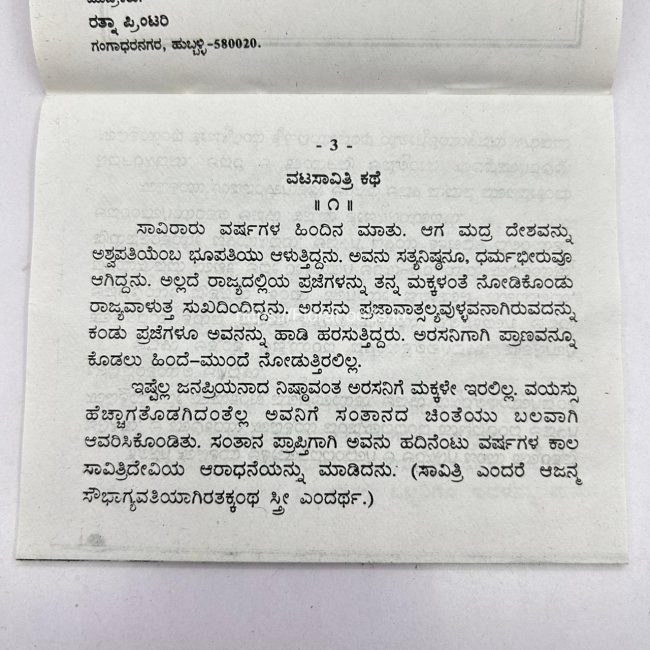 ರತ್ನಾ ಪ್ರಿಂಟರಿ
ಗಂಗಾಧರನಗರ, ಹುಬ್ಬಳ್ಳಿ-580020.
- 3 -
ವಟಸಾವಿತ್ರಿ ಕಥೆ
॥ ೧ ॥
ಸಾವಿರಾರು ವರ್ಷಗಳ ಹಿಂದಿನ ಮಾತು. ಆಗ ಮದ್ರ ದೇಶವನ್ನು
ಅಶ್ವಪತಿಯೆಂಬ ಭೂಪತಿಯು ಆಳುತ್ತಿದ್ದನು. ಅವನು ಸತ್ಯನಿಷ್ಠನೂ, ಧರ್ಮಭೀರುವೂ
ಆಗಿದ್ದನು. ಅಲ್ಲದೆ ರಾಜ್ಯದಲ್ಲಿಯ ಪ್ರಜೆಗಳನ್ನು ತನ್ನ ಮಕ್ಕಳಂತೆ ನೋಡಿಕೊಂಡು
ರಾಜ್ಯವಾಳುತ್ತ ಸುಖದಿಂದಿದ್ದನು. ಅರಸನು ಪ್ರಜಾವಾತ್ಸಲ್ಯವುಳ್ಳವನಾಗಿರುವದನ್ನು
ಕಂಡು ಪ್ರಜೆಗಳೂ ಅವನನ್ನು ಹಾಡಿ ಹರಸುತ್ತಿದ್ದರು. ಅರಸನಿಗಾಗಿ ಪ್ರಾಣವನ್ನೂ
ಕೊಡಲು ಹಿಂದೆ–ಮುಂದೆ ನೋಡುತ್ತಿರಲಿಲ್ಲ.
ಇಷ್ಟೆಲ್ಲ ಜನಪ್ರಿಯನಾದ ನಿಷ್ಠಾವಂತ ಅರಸನಿಗೆ ಮಕ್ಕಳೇ ಇರಲಿಲ್ಲ. ವಯಸ್ಸು
ಹೆಚ್ಚಾಗತೊಡಗಿದಂತೆಲ್ಲ ಅವನಿಗೆ ಸಂತಾನದ ಚಿಂತೆಯು ಬಲವಾಗಿ
ಆವರಿಸಿಕೊಂಡಿತು. ಸಂತಾನ ಪ್ರಾಪ್ತಿಗಾಗಿ ಅವನು ಹದಿನೆಂಟು ವರ್ಷಗಳ ಕಾಲ
ಸಾವಿತ್ರಿದೇವಿಯ ಆರಾಧನೆಯನ್ನು ಮಾಡಿದನು. (ಸಾವಿತ್ರಿ ಎಂದರೆ ಆಜನ್ಮ
ಸೌಭಾಗ್ಯವತಿಯಾಗಿರತಕ್ಕಂಥ ಸ್ತ್ರೀ ಎಂದರ್ಥ.)